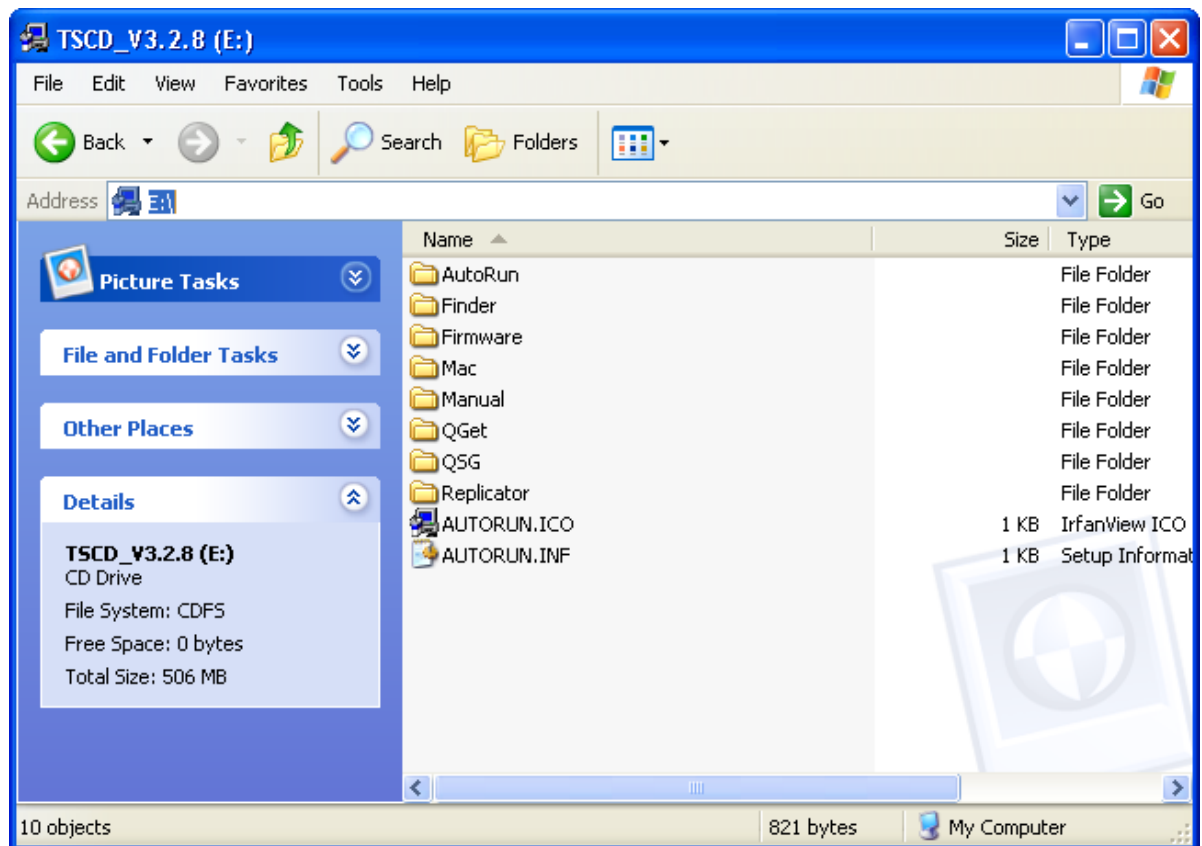 TSCD_V3.2.8 (E:)
File Edit View Favorites Tools Help
Back Search Folders
Address E:\ Go
Picture Tasks
File and Folder Tasks
Other Places
Details
TSCD_V3.2.8 (E:)
CD Drive
File System: CDFS
Free Space: 0 bytes
Total Size: 506 MB
Name Size Type
AutoRun File Folder
Finder File Folder
Firmware File Folder
Mac File Folder
Manual File Folder
QGet File Folder
QSG File Folder
Replicator File Folder
AUTORUN.ICO 1 KB IrfanView ICO
AUTORUN.INF 1 KB Setup Informat
10 objects 821 bytes My Computer